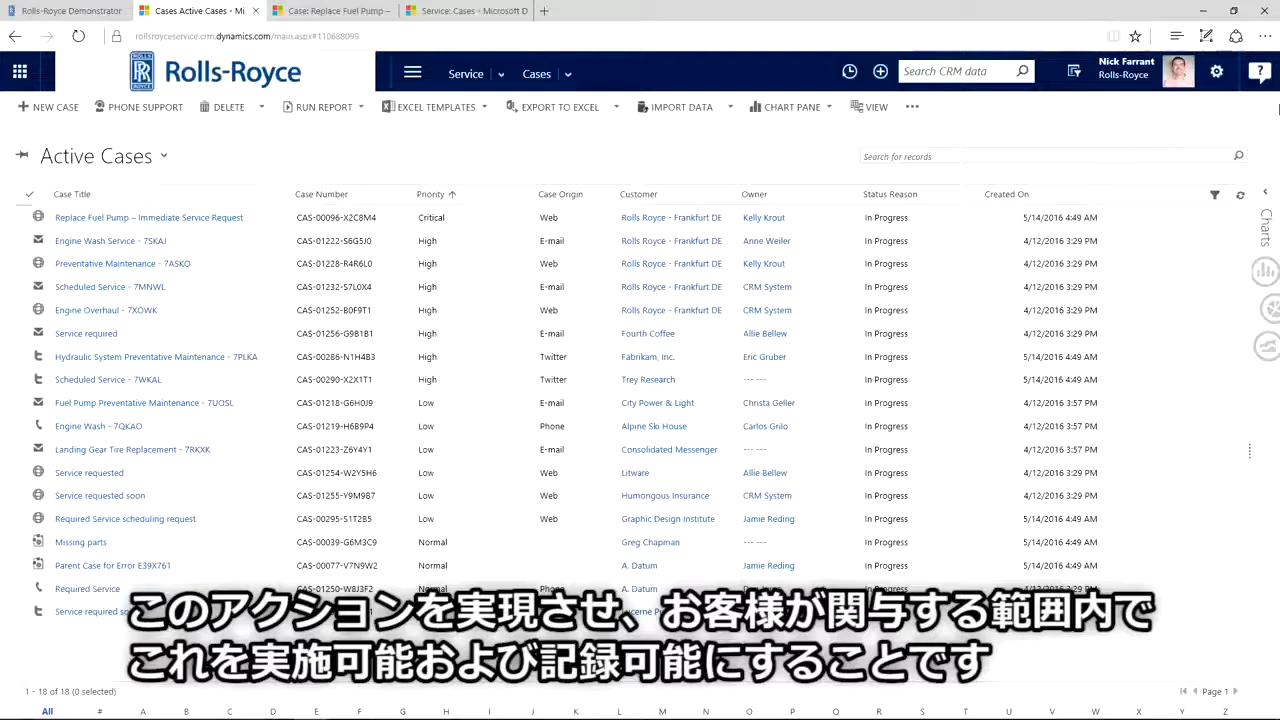 Rolls-Royce Demonstrator
Cases Active Cases - Mi
Case: Replace Fuel Pump –
Service: Cases - Microsoft D
rollsroyceservice.crm.dynamics.com/main.aspx#110688099
ROLLS RR ROYCE
Rolls-Royce
Service
Cases
Search CRM data
Nick Farrant
Rolls-Royce
NEW CASE PHONE SUPPORT DELETE RUN REPORT EXCEL TEMPLATES EXPORT TO EXCEL IMPORT DATA CHART PANE VIEW
Active Cases
Search for records
Case Title Case Number Priority Case Origin Customer Owner Status Reason Created On
Replace Fuel Pump – Immediate Service Request CAS-00096-X2C8M4 Critical Web Rolls Royce - Frankfurt DE Kelly Krout In Progress 5/14/2016 4:49 AM
Engine Wash Service - 7SKAJ CAS-01222-S6G5J0 High E-mail Rolls Royce - Frankfurt DE Anne Weiler In Progress 4/12/2016 3:29 PM
Preventative Maintenance - 7ASKO CAS-01228-R4R6L0 High Web Rolls Royce - Frankfurt DE Kelly Krout In Progress 4/12/2016 3:29 PM
Scheduled Service - 7MNWL CAS-01232-S7L0X4 High E-mail Rolls Royce - Frankfurt DE CRM System In Progress 4/12/2016 3:29 PM
Engine Overhaul - 7XOWK CAS-01252-B0F9T1 High Web Rolls Royce - Frankfurt DE CRM System In Progress 4/12/2016 3:29 PM
Service required CAS-01256-G9B1B1 High E-mail Fourth Coffee Allie Bellew In Progress 4/12/2016 3:29 PM
Hydraulic System Preventative Maintenance - 7PLKA CAS-00286-N1H4B3 High Twitter Fabrikam, Inc. Eric Gruber In Progress 5/14/2016 4:49 AM
Scheduled Service - 7WKAL CAS-00290-X2X1T1 High Twitter Trey Research --- --- In Progress 5/14/2016 4:49 AM
Fuel Pump Preventative Maintenance - 7UOSL CAS-01218-G6H0J9 Low E-mail City Power & Light Christa Geller In Progress 4/12/2016 3:57 PM
Engine Wash - 7QKAO CAS-01219-H6B9P4 Low Phone Alpine Ski House Carlos Grilo In Progress 4/12/2016 3:57 PM
Landing Gear Tire Replacement - 7RKXK CAS-01223-Z6Y4Y1 Low E-mail Consolidated Messenger --- --- In Progress 4/12/2016 3:57 PM
Service requested CAS-01254-W2Y5H6 Low Web Litware Allie Bellew In Progress 4/12/2016 3:29 PM
Service requested soon CAS-01255-Y9M9B7 Low Web Humongous Insurance CRM System In Progress 4/12/2016 3:29 PM
Required Service scheduling request CAS-00295-S1T2B5 Low Web Graphic Design Institute Jamie Reding In Progress 5/14/2016 4:49 AM
Missing parts CAS-00039-G6M3C9 Normal Greg Chapman --- --- In Progress 5/14/2016 4:49 AM
Parent Case for Error E39X761 CAS-00077-V7N9W2 Normal A. Datum Jamie Reding In Progress 5/14/2016 4:49 AM
Required Service CAS-01250-W8J3F2 Normal Phone A. Datum In Progress 4/12/2016 3:29 PM
Service required
Charts
このアクションを実現させ、お客様が関与する範囲内で
これを実施可能および記録可能にすることです
1 - 18 of 18 (0 selected)
Page 1
All # A B C D E F G H I J K L M N O P Q R S T U V W X Y Z